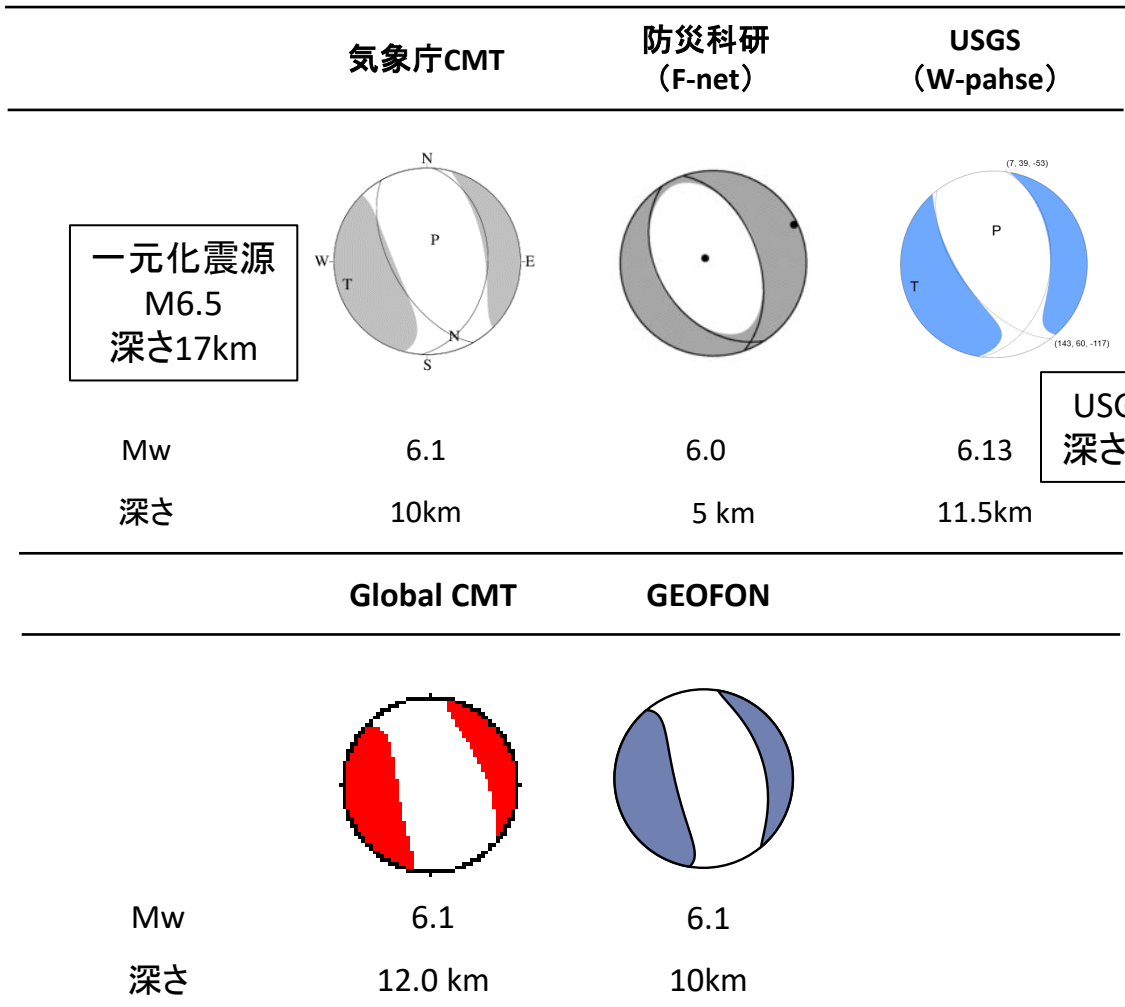 気象庁CMT
防災科研
（F-net）
USGS
（W-pahse）
一元化震源
M6.5
深さ17km
N
W
E
S
P
T
N
(7, 39, -53)
P
T
(143, 60, -117)
USG
深さ
Mw 6.1 6.0 6.13
深さ 10km 5 km 11.5km
Global CMT GEOFON
Mw 6.1 6.1
深さ 12.0 km 10km